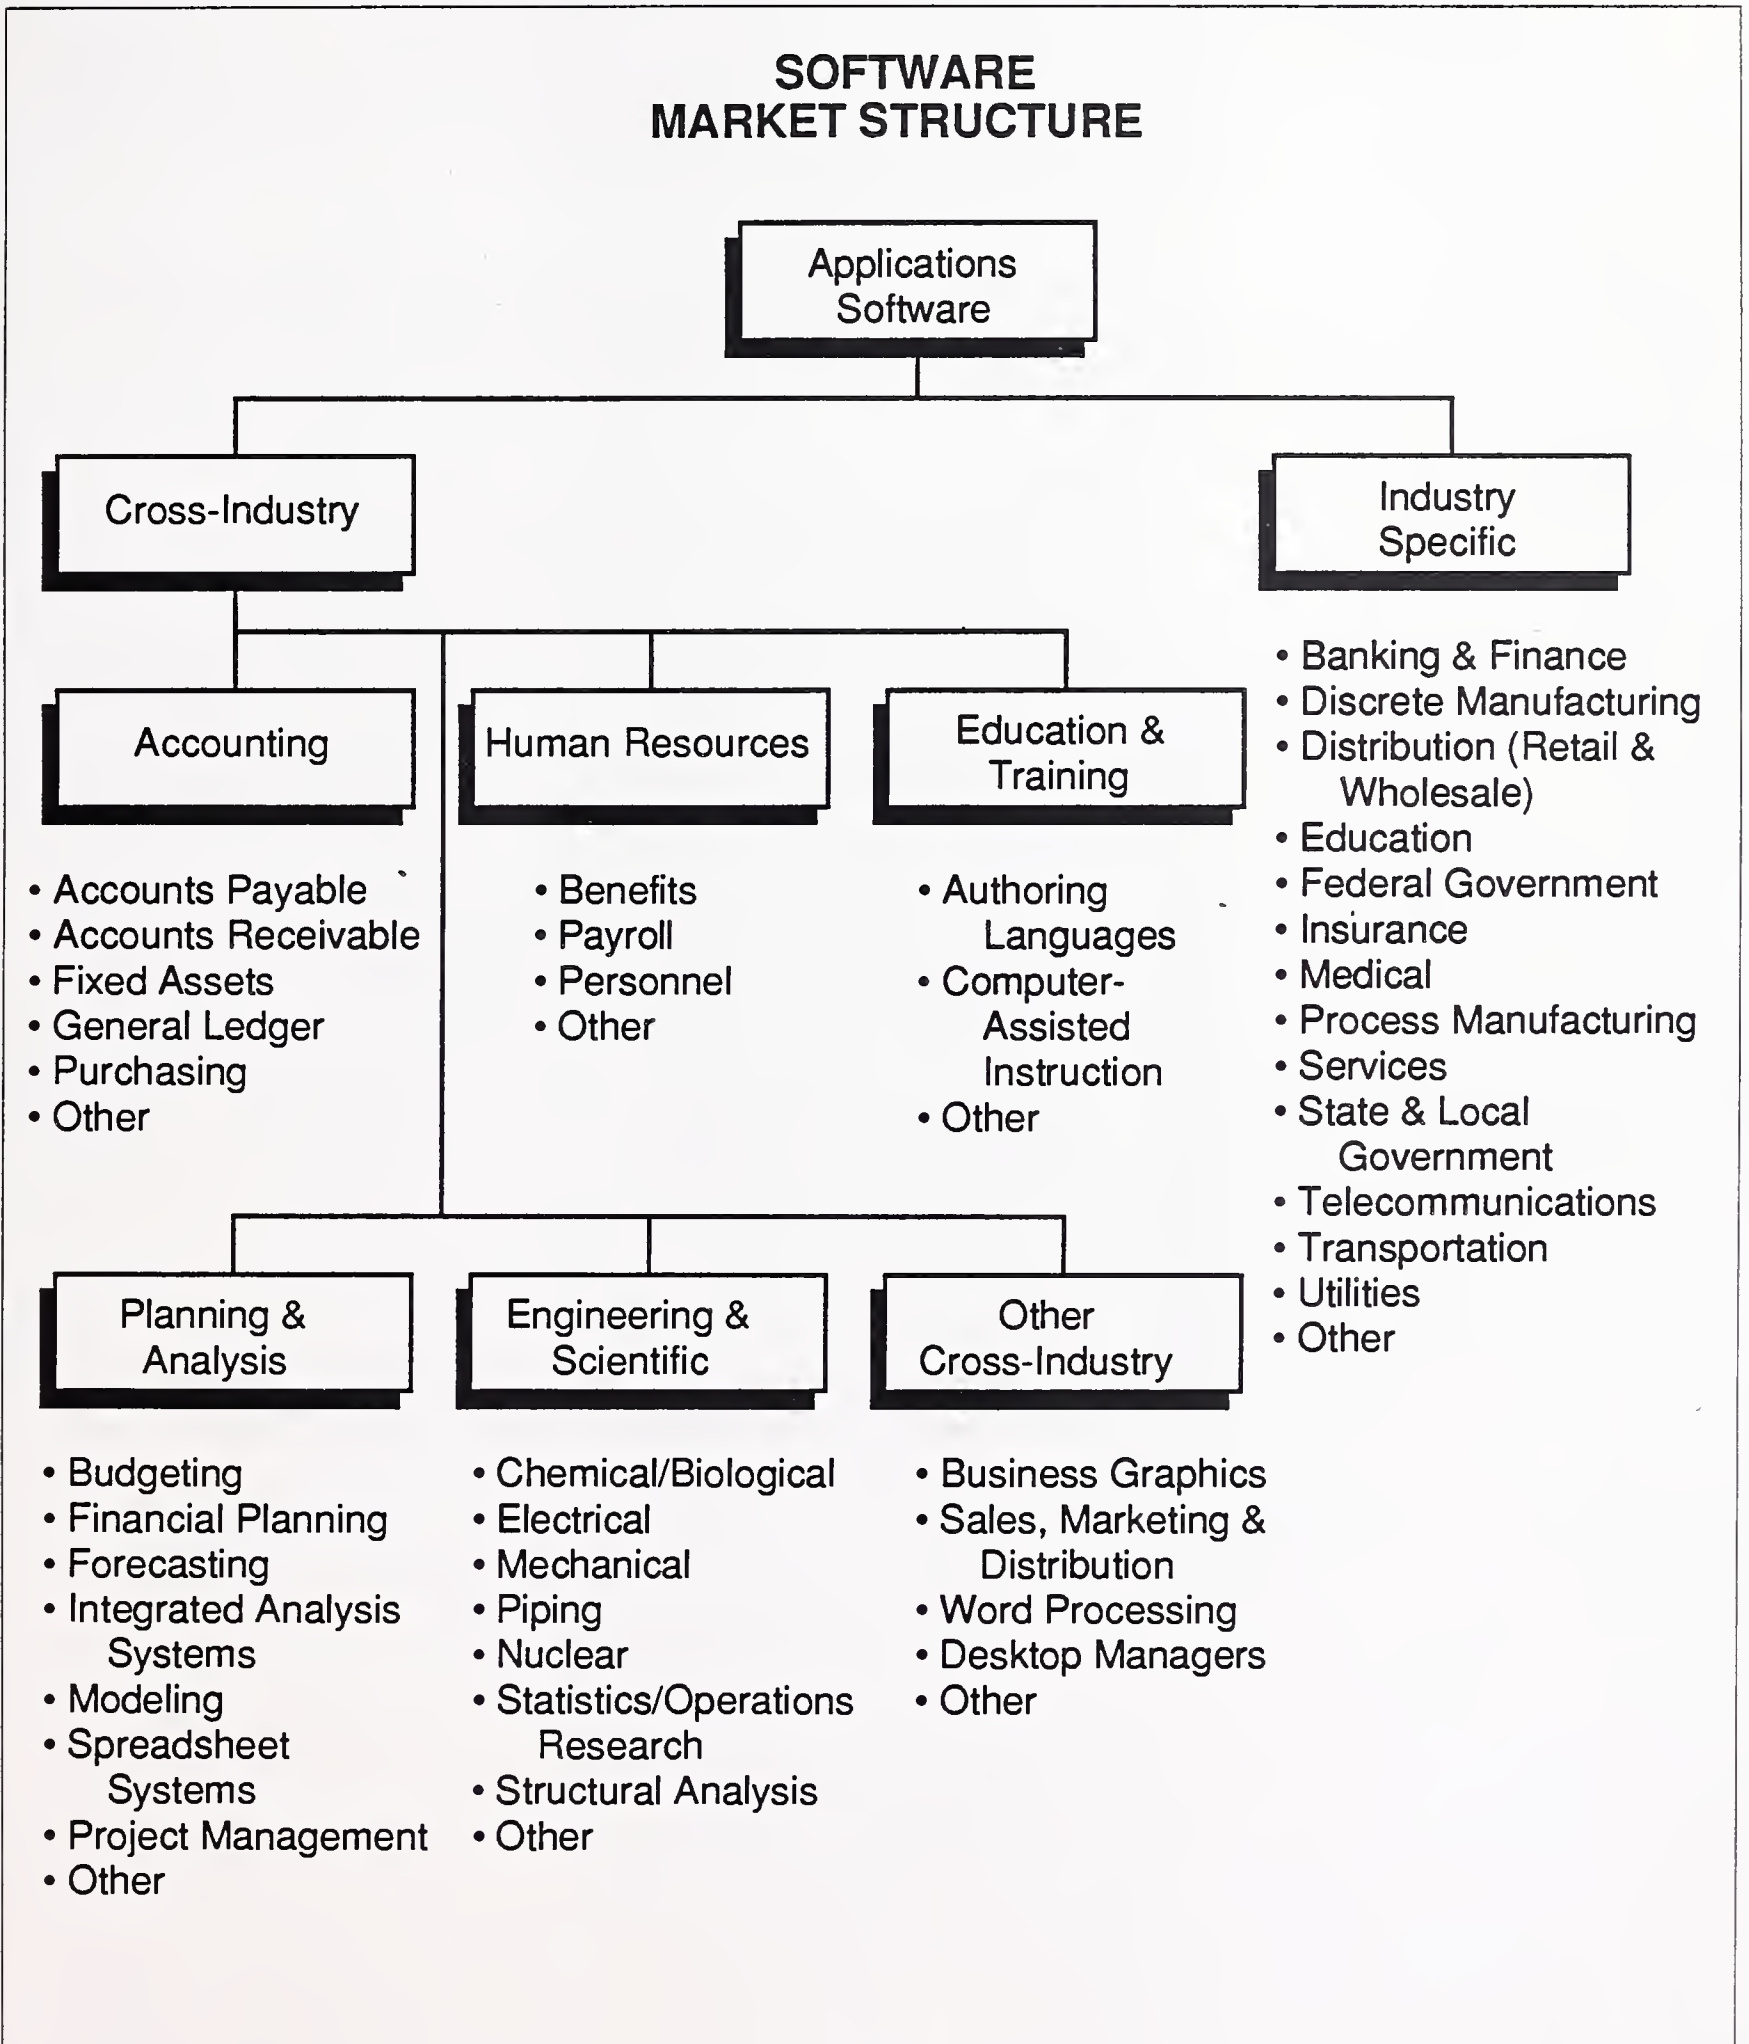 SOFTWARE
MARKET STRUCTURE
Applications
Software
Cross-Industry
Industry
Specific
Accounting
Human Resources
Education &
Training
• Accounts Payable
• Accounts Receivable
• Fixed Assets
• General Ledger
• Purchasing
• Other
• Benefits
• Payroll
• Personnel
• Other
• Authoring
Languages
• Computer-
Assisted
Instruction
• Other
• Banking & Finance
• Discrete Manufacturing
• Distribution (Retail &
Wholesale)
• Education
• Federal Government
• Insurance
• Medical
• Process Manufacturing
• Services
• State & Local
Government
• Telecommunications
• Transportation
• Utilities
• Other
Planning &
Analysis
Engineering &
Scientific
Other
Cross-Industry
• Budgeting
• Financial Planning
• Forecasting
• Integrated Analysis
Systems
• Modeling
• Spreadsheet
Systems
• Project Management
• Other
• Chemical/Biological
• Electrical
• Mechanical
• Piping
• Nuclear
• Statistics/Operations
Research
• Structural Analysis
• Other
• Business Graphics
• Sales, Marketing &
Distribution
• Word Processing
• Desktop Managers
• Other